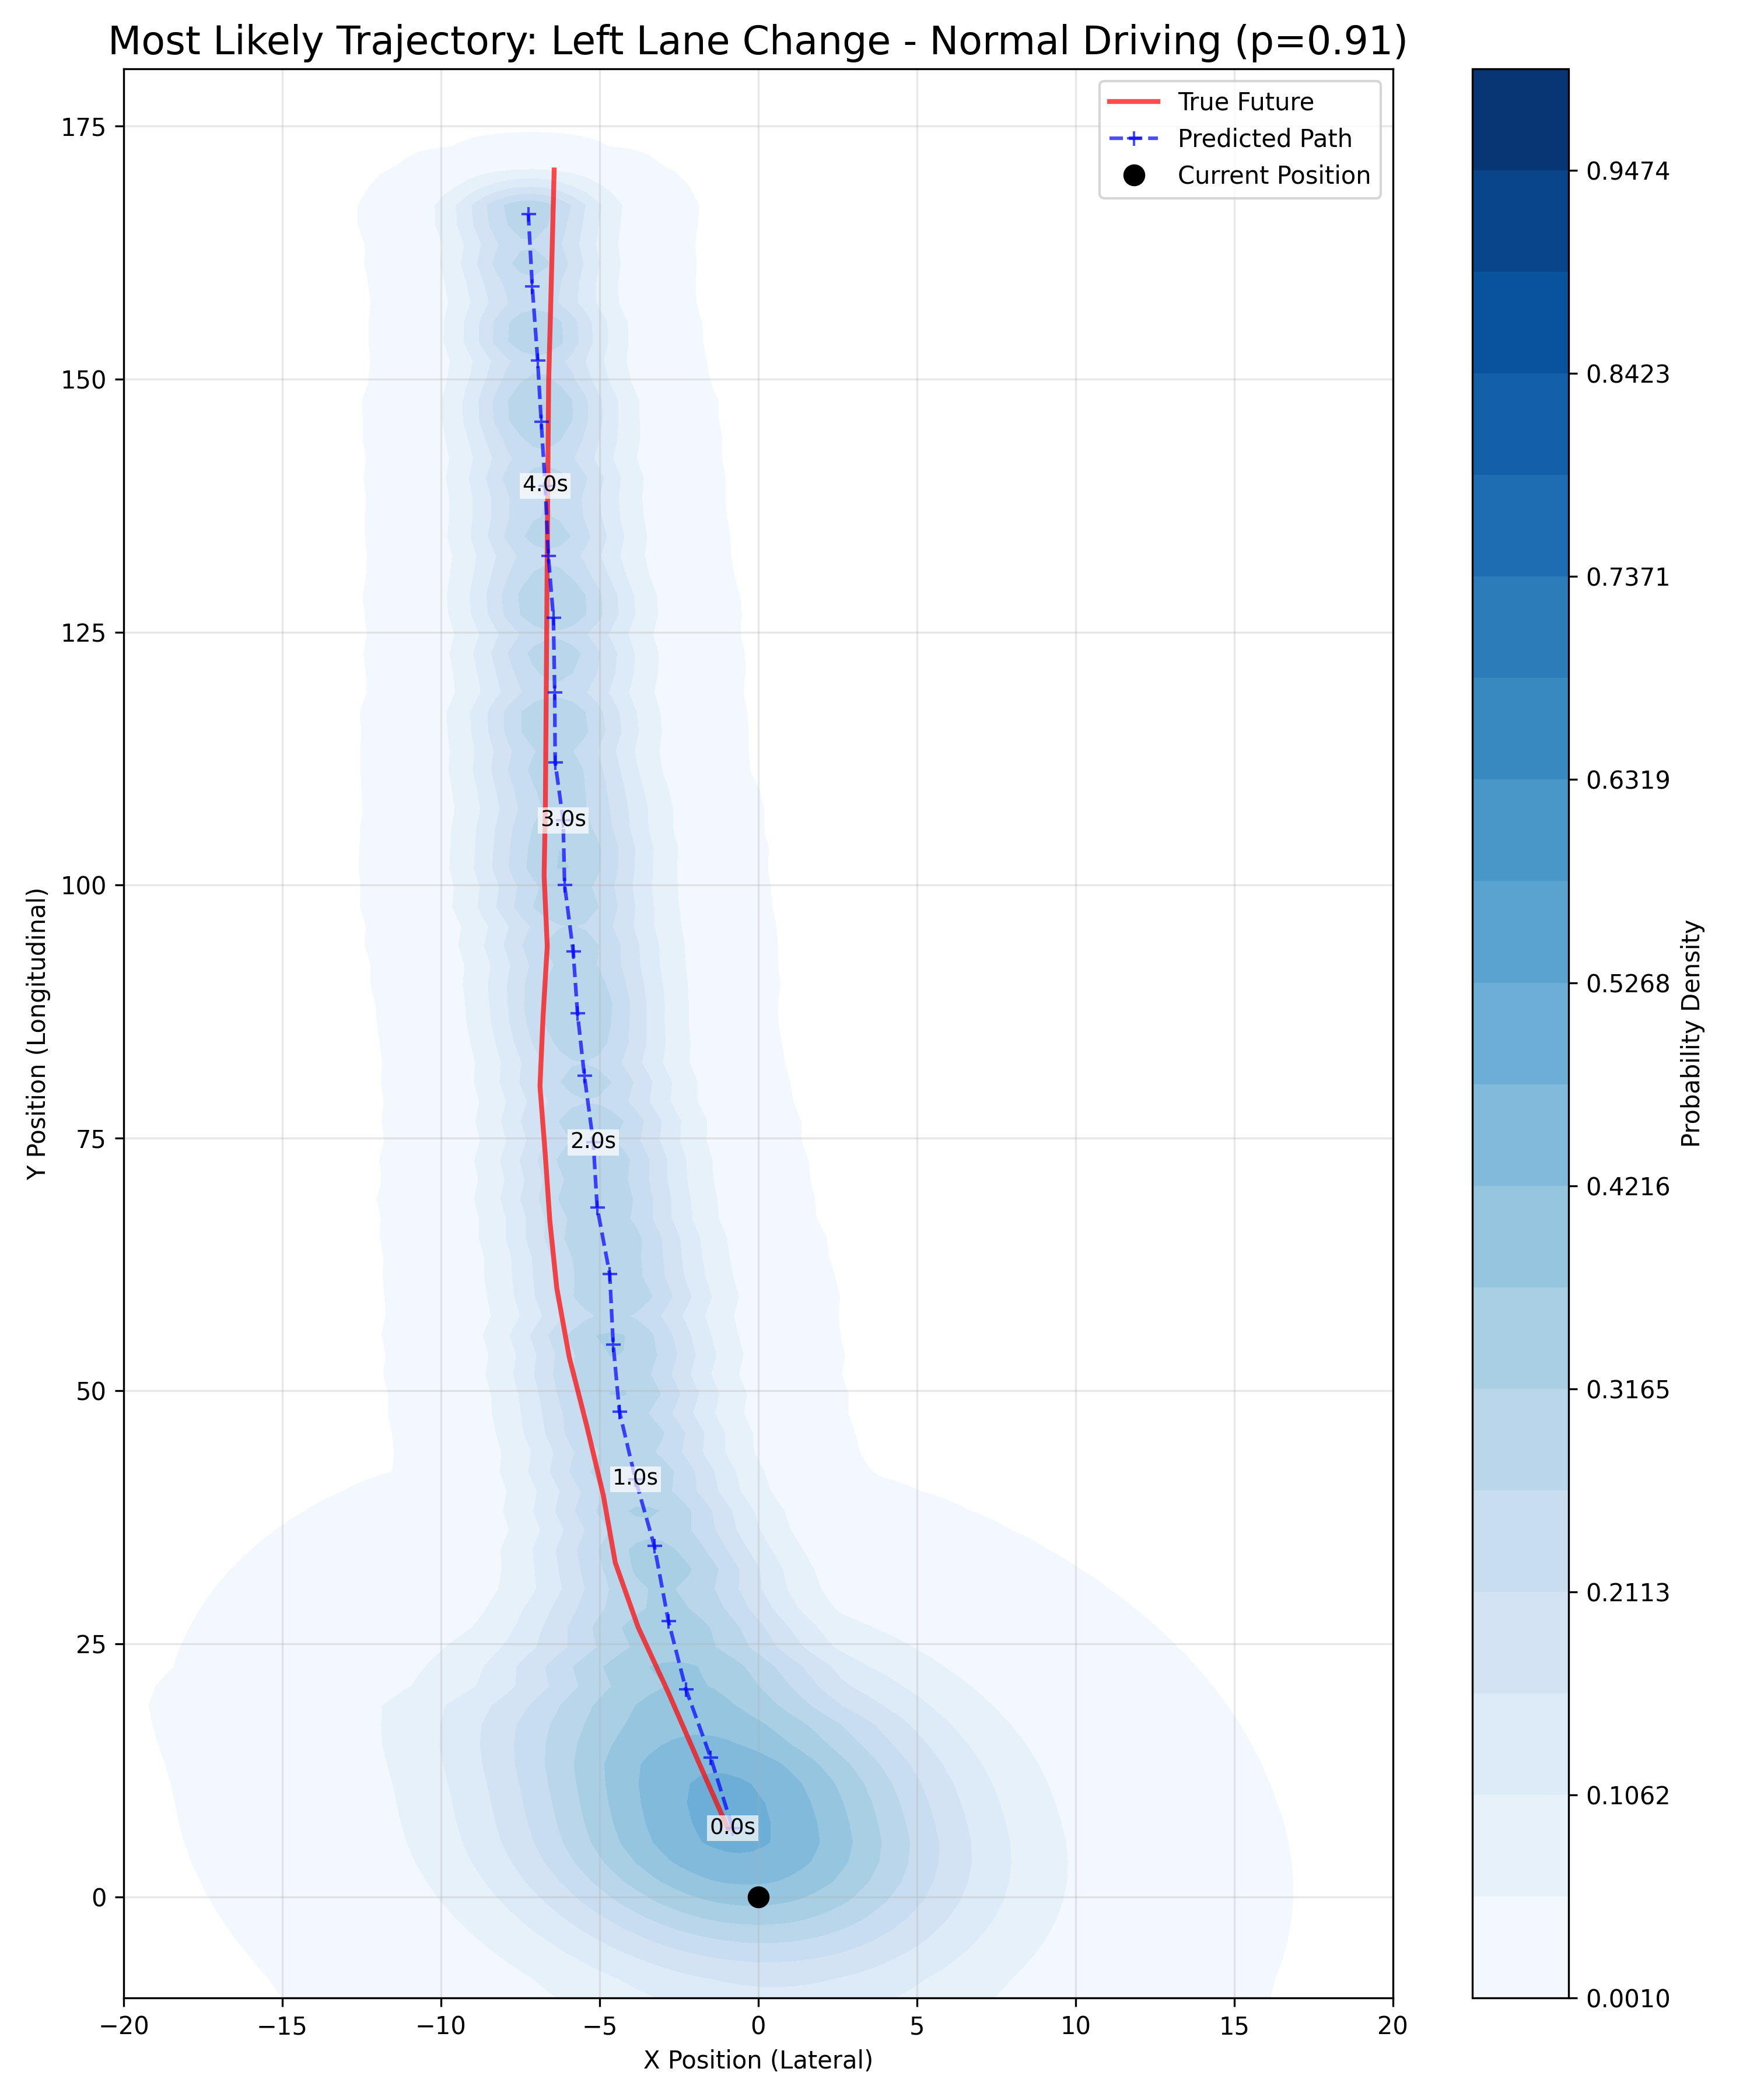 Most Likely Trajectory: Left Lane Change - Normal Driving (p=0.91)
True Future
Predicted Path
Current Position
175
150
125
100
75
50
25
0
Y Position (Longitudinal)
4.0s
3.0s
2.0s
1.0s
0.0s
−20
−15
−10
−5
0
5
10
15
20
X Position (Lateral)
0.9474
0.8423
0.7371
0.6319
0.5268
0.4216
0.3165
0.2113
0.1062
0.0010
Probability Density